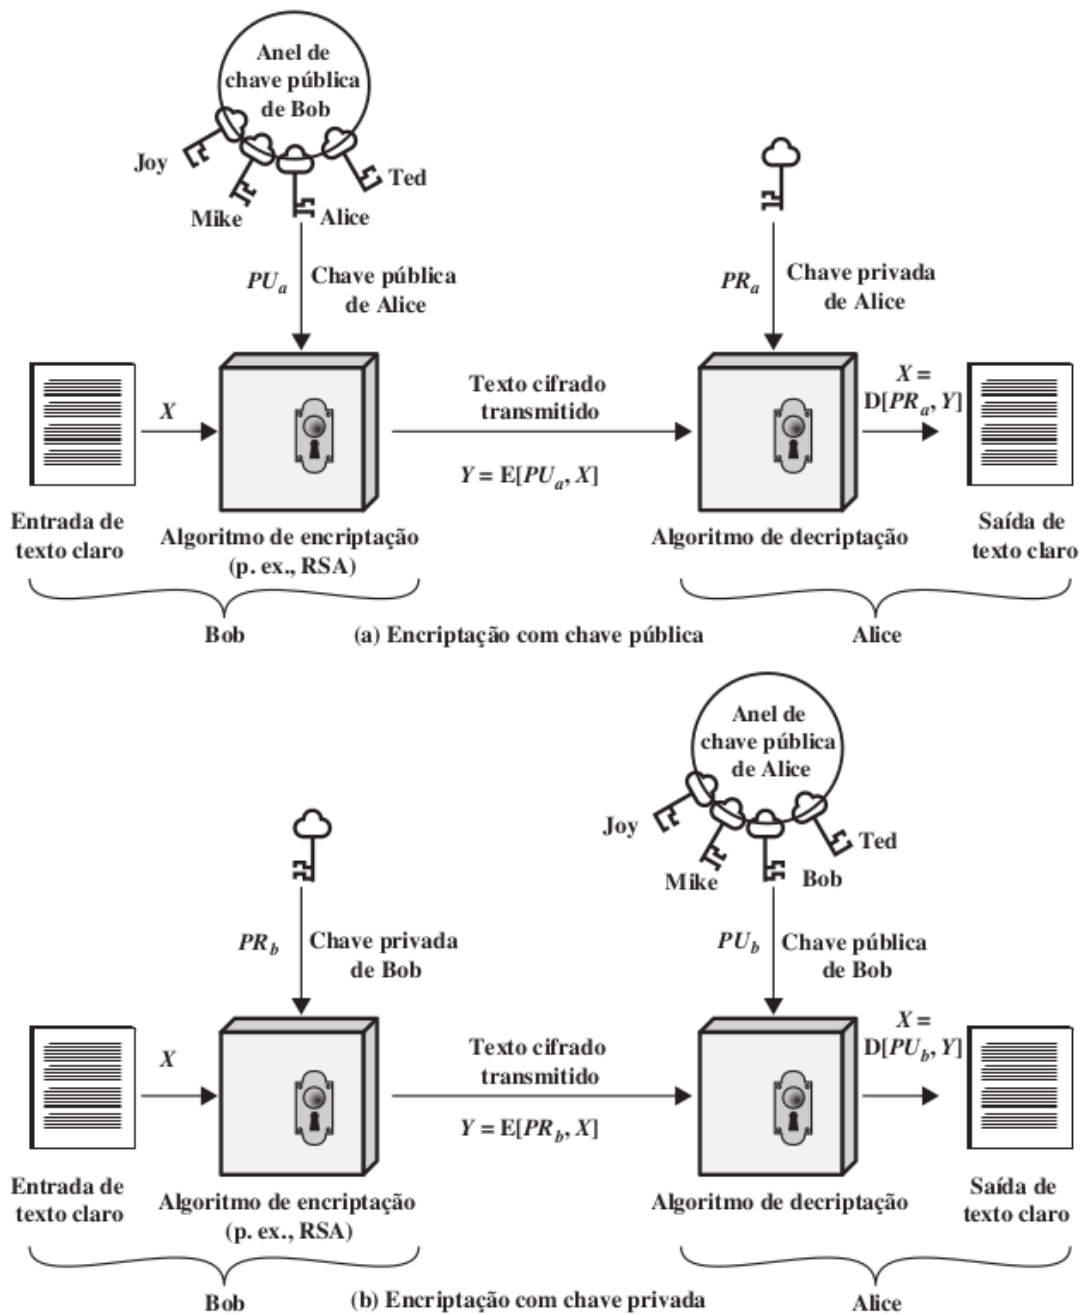 Anel de
chave pública
de Bob
Joy
Mike
Alice
Ted
PUₐ
Chave pública
de Alice
PRₐ
Chave privada
de Alice
X
Texto cifrado
transmitido
Y = E[PUₐ, X]
X =
D[PRₐ, Y]
Entrada de
texto claro
Algoritmo de encriptação
(p. ex., RSA)
Algoritmo de decriptação
Saída de
texto claro
Bob
(a) Encriptação com chave pública
Alice
Anel de
chave pública
de Alice
Joy
Mike
Bob
Ted
PR_b
Chave privada
de Bob
PU_b
Chave pública
de Bob
X
Texto cifrado
transmitido
Y = E[PR_b, X]
X =
D[PU_b, Y]
Entrada de
texto claro
Algoritmo de encriptação
(p. ex., RSA)
Algoritmo de decriptação
Saída de
texto claro
Bob
(b) Encriptação com chave privada
Alice